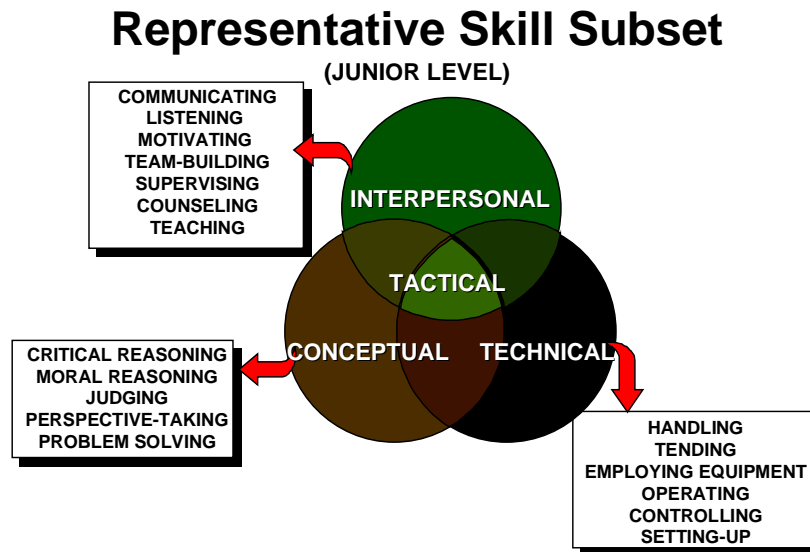 Representative Skill Subset
(JUNIOR LEVEL)
COMMUNICATING
LISTENING
MOTIVATING
TEAM-BUILDING
SUPERVISING
COUNSELING
TEACHING
INTERPERSONAL
TACTICAL
CONCEPTUAL
TECHNICAL
CRITICAL REASONING
MORAL REASONING
JUDGING
PERSPECTIVE-TAKING
PROBLEM SOLVING
HANDLING
TENDING
EMPLOYING EQUIPMENT
OPERATING
CONTROLLING
SETTING-UP